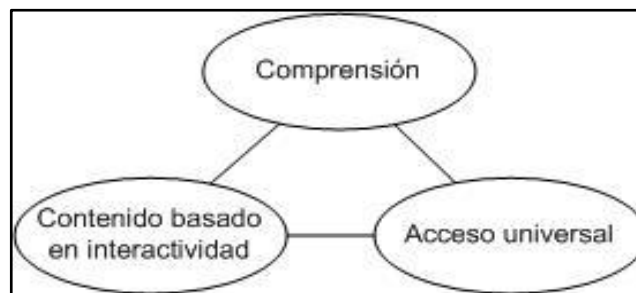 Comprensión
Contenido basado
en interactividad
Acceso universal